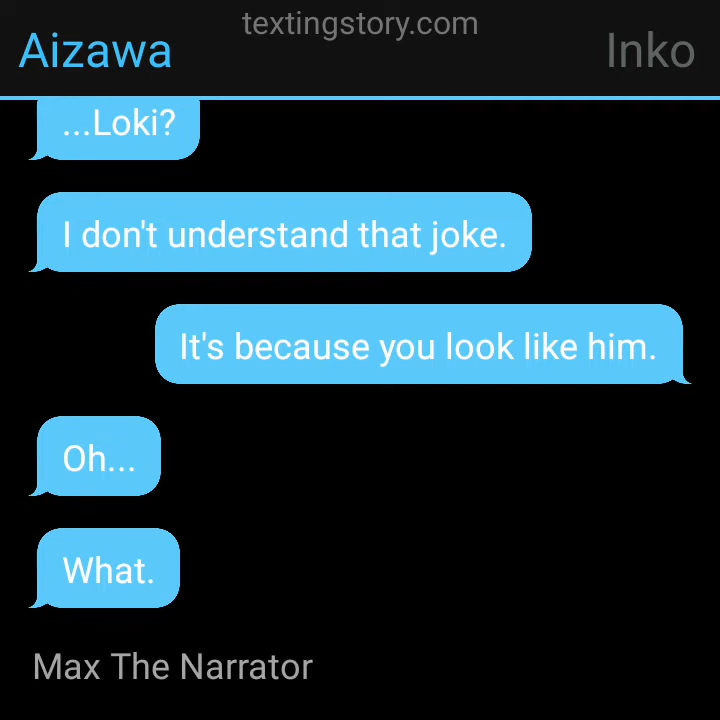 textingstory.com
Aizawa
Inko
...Loki?
I don't understand that joke.
It's because you look like him.
Oh...
What.
Max The Narrator